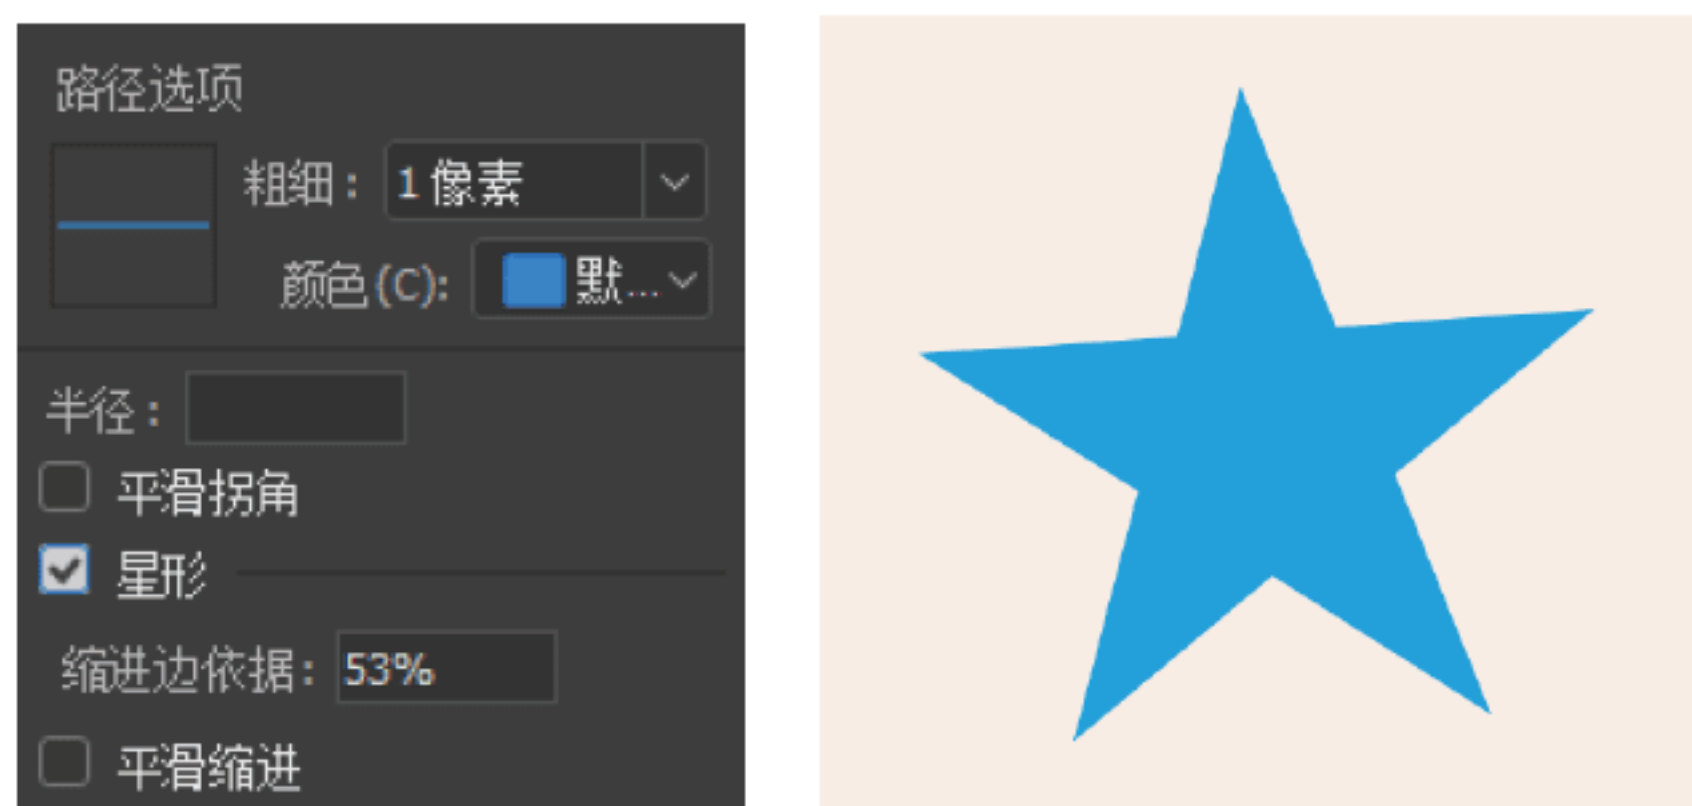 路径选项
粗细： 1 像素
颜色(C): 默...
半径：
平滑拐角
星形
缩进边依据: 53%
平滑缩进